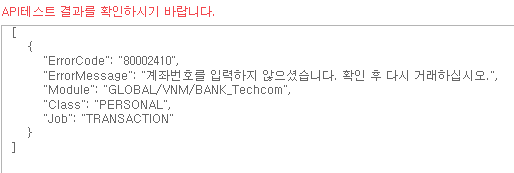 API테스트 결과를 확인하시기 바랍니다.
[
{
"ErrorCode": "80002410",
"ErrorMessage": "계좌번호를 입력하지 않으셨습니다. 확인 후 다시 거래하십시오.",
"Module": "GLOBAL/VNM/BANK_Techcom",
"Class": "PERSONAL",
"Job": "TRANSACTION"
}
]